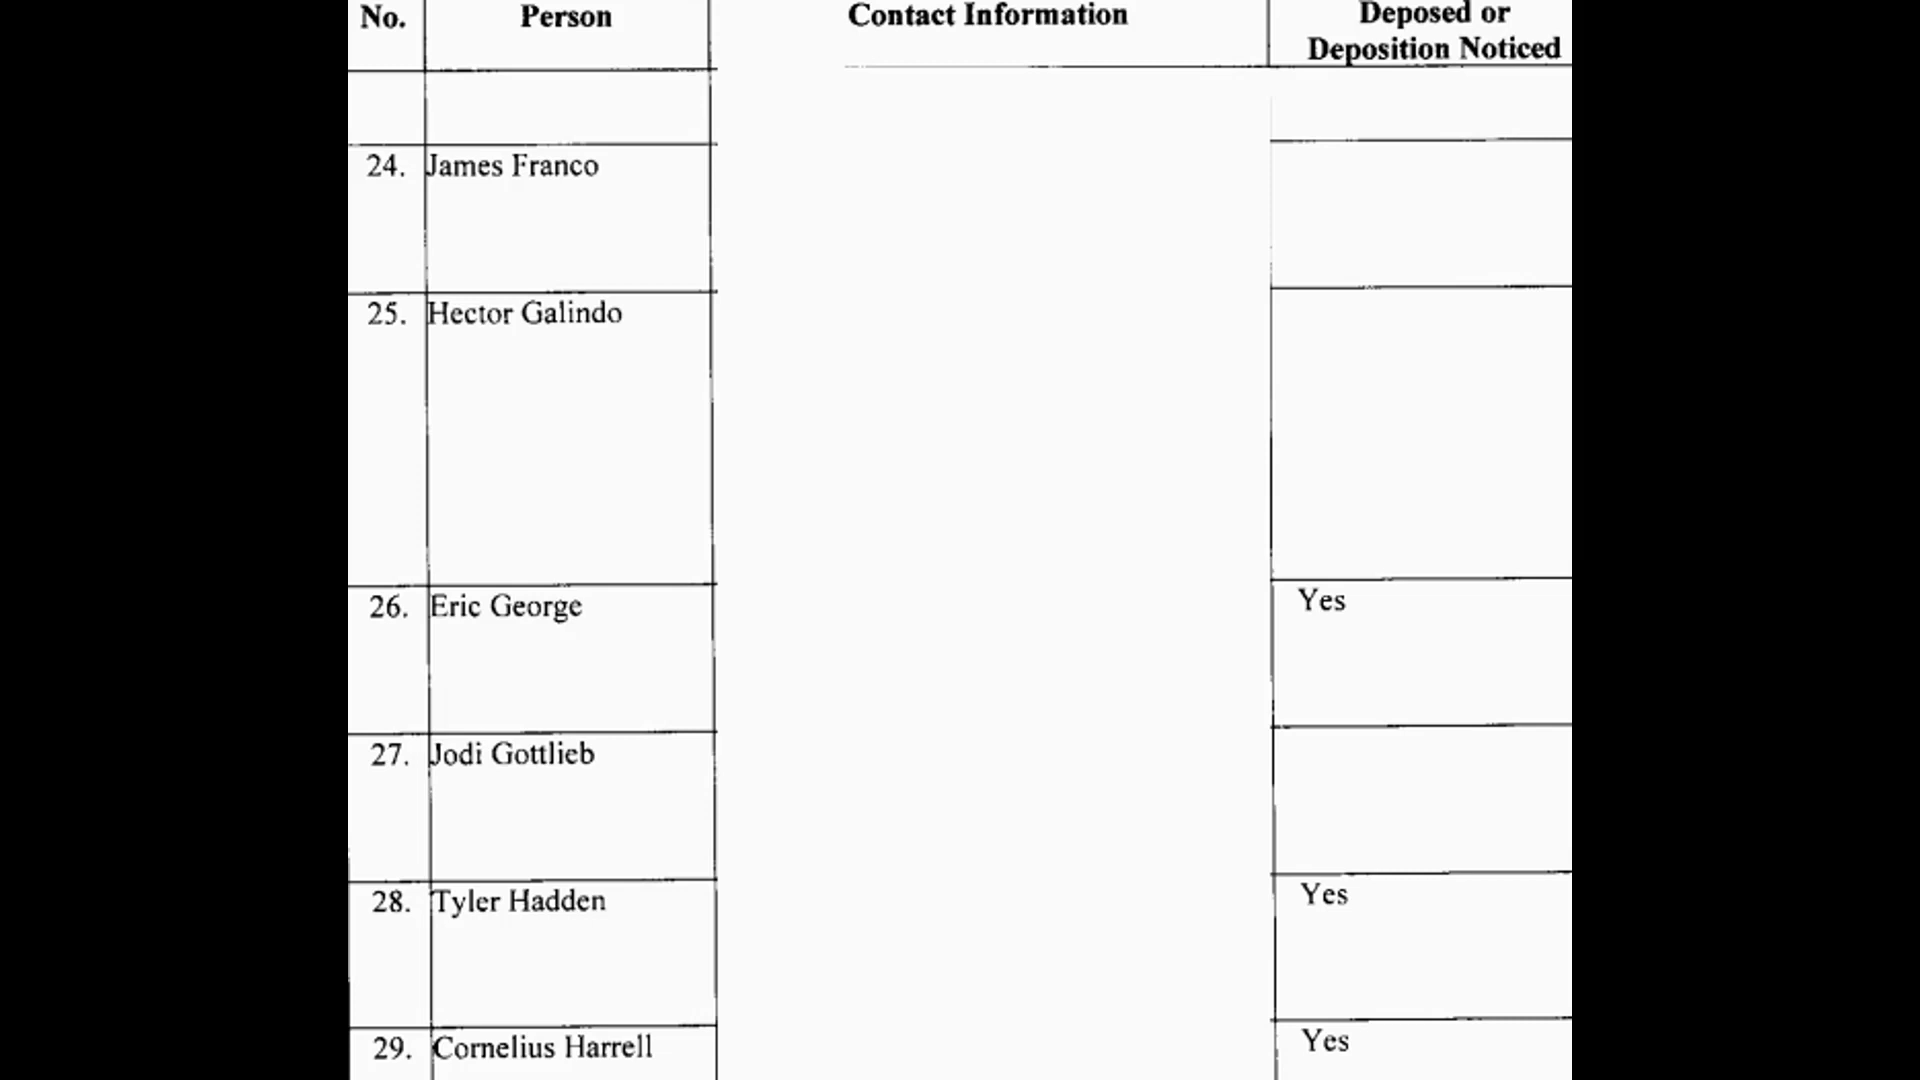 No. Person Contact Information Deposed or
Deposition Noticed
24. James Franco
25. Hector Galindo
26. Eric George Yes
27. Jodi Gottlieb
28. Tyler Hadden Yes
29. Cornelius Harrell Yes